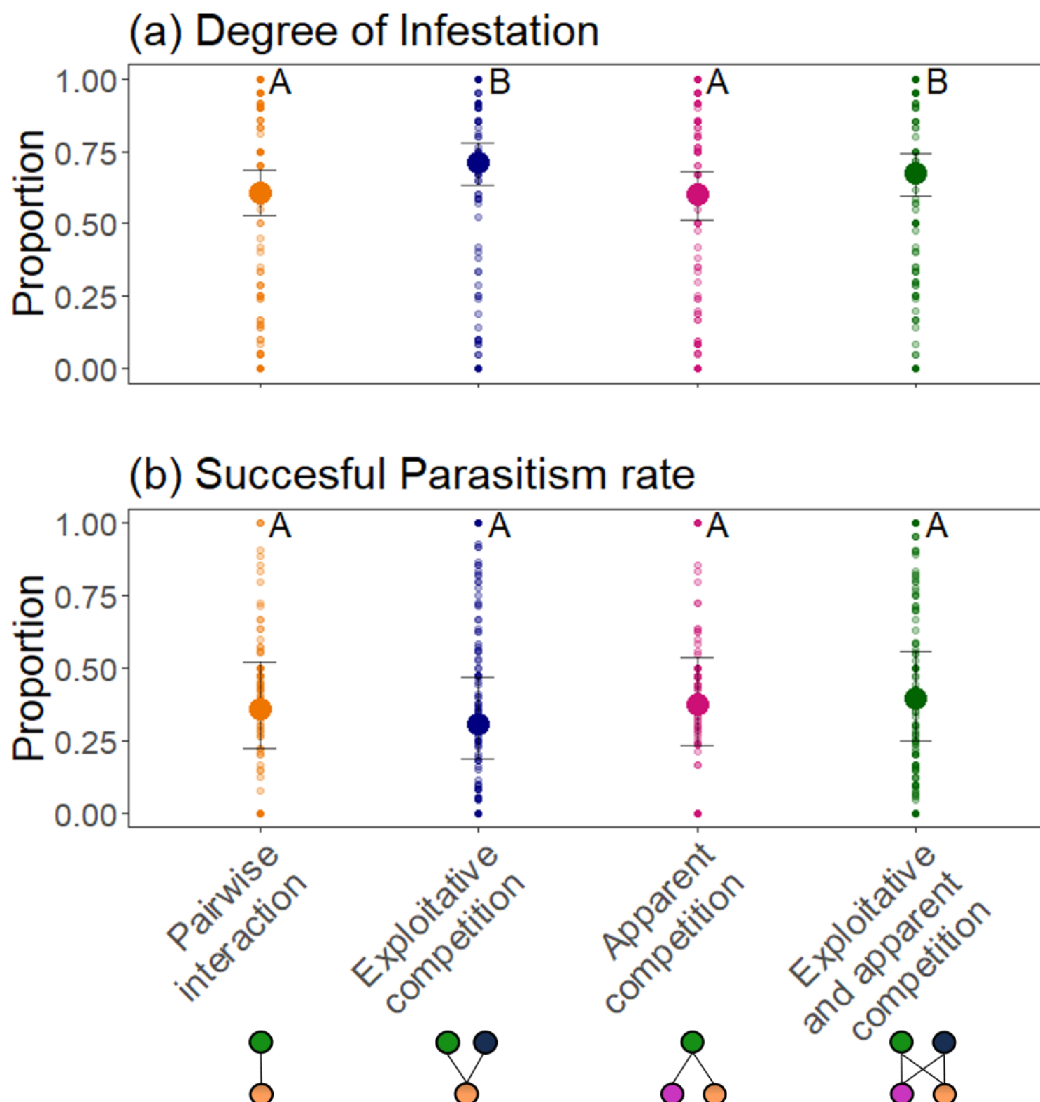 (a) Degree of Infestation
Proportion
1.00
0.75
0.50
0.25
0.00
A
B
A
B
(b) Succesful Parasitism rate
Proportion
1.00
0.75
0.50
0.25
0.00
A
A
A
A
Pairwise
interaction
Exploitative
competition
Apparent
competition
Exploitative
and apparent
competition